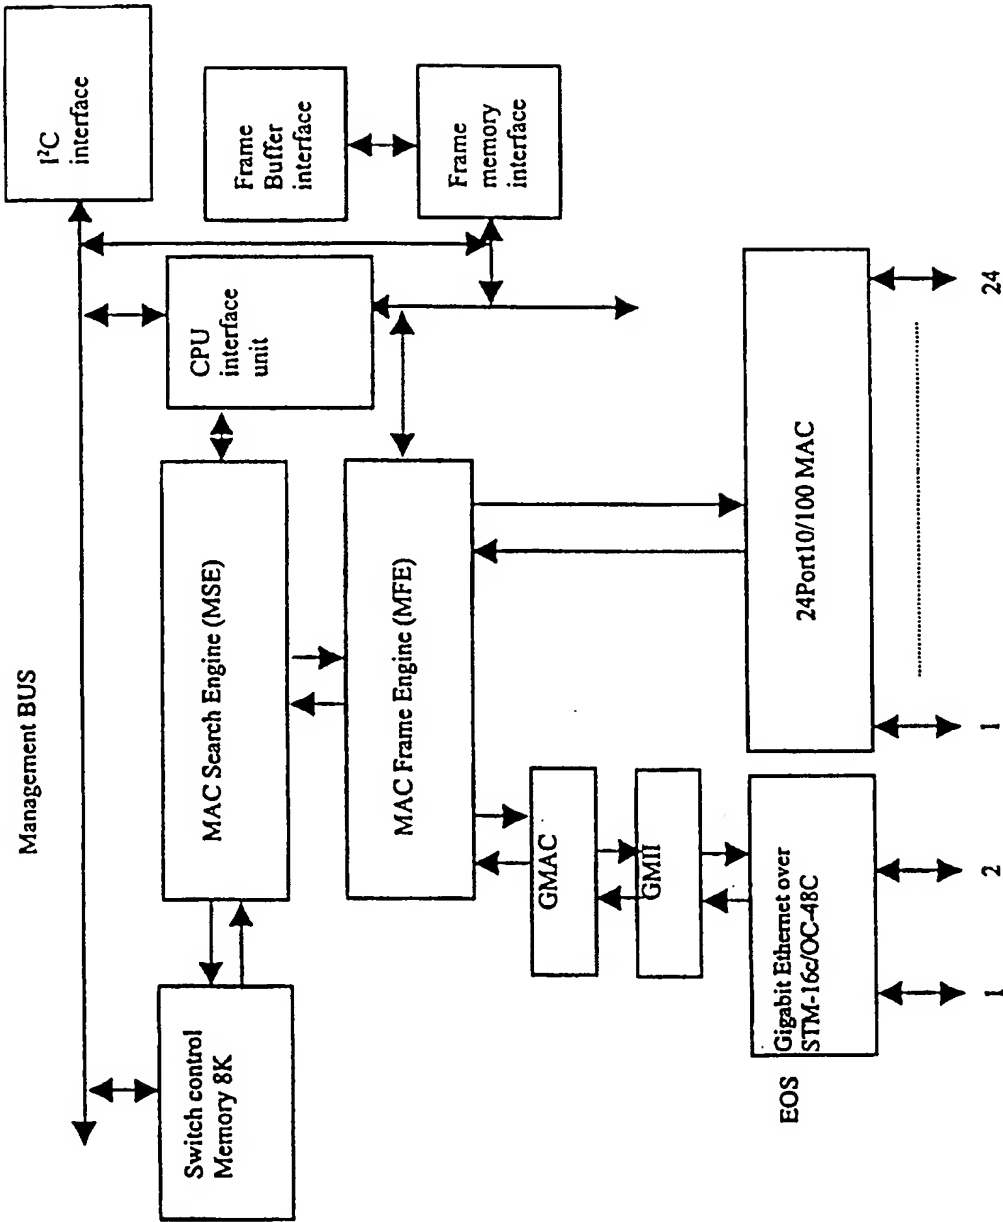 Management BUS
I²C
interface
Switch control
Memory 8K
MAC Search Engine (MSE)
CPU
interface
unit
Frame
Buffer
interface
MAC Frame Engine (MFE)
Frame
memory
interface
GMAC
GMII
EOS
Gigabit Ethernet over
STM-16c/OC-48C
24Port10/100 MAC
1
2
1
24